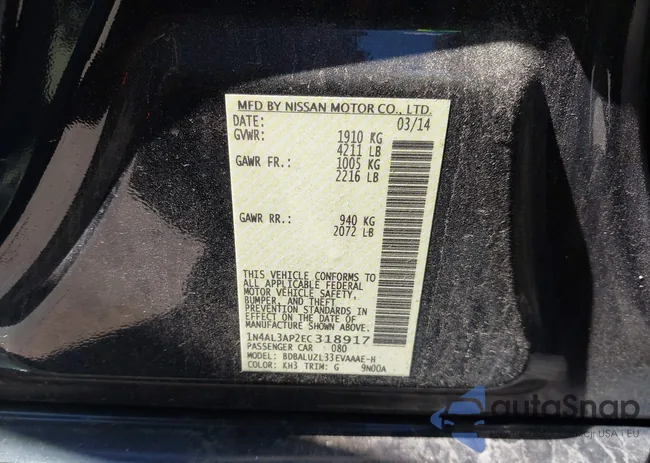 MFD BY NISSAN MOTOR CO., LTD.
DATE: 03/14
GVWR: 1910 KG
4211 LB
GAWR FR.: 1005 KG
2216 LB
GAWR RR.: 940 KG
2072 LB
THIS VEHICLE CONFORMS TO
ALL APPLICABLE FEDERAL
MOTOR VEHICLE SAFETY,
BUMPER, AND THEFT
PREVENTION STANDARDS IN
EFFECT ON THE DATE OF
MANUFACTURE SHOWN ABOVE.
1N4AL3AP2EC318917
PASSENGER CAR 080
MODEL: BDBALUZL33EVAAAE-H
COLOR: KH3 TRIM: G 9N00A
autoSnap
USA i EU